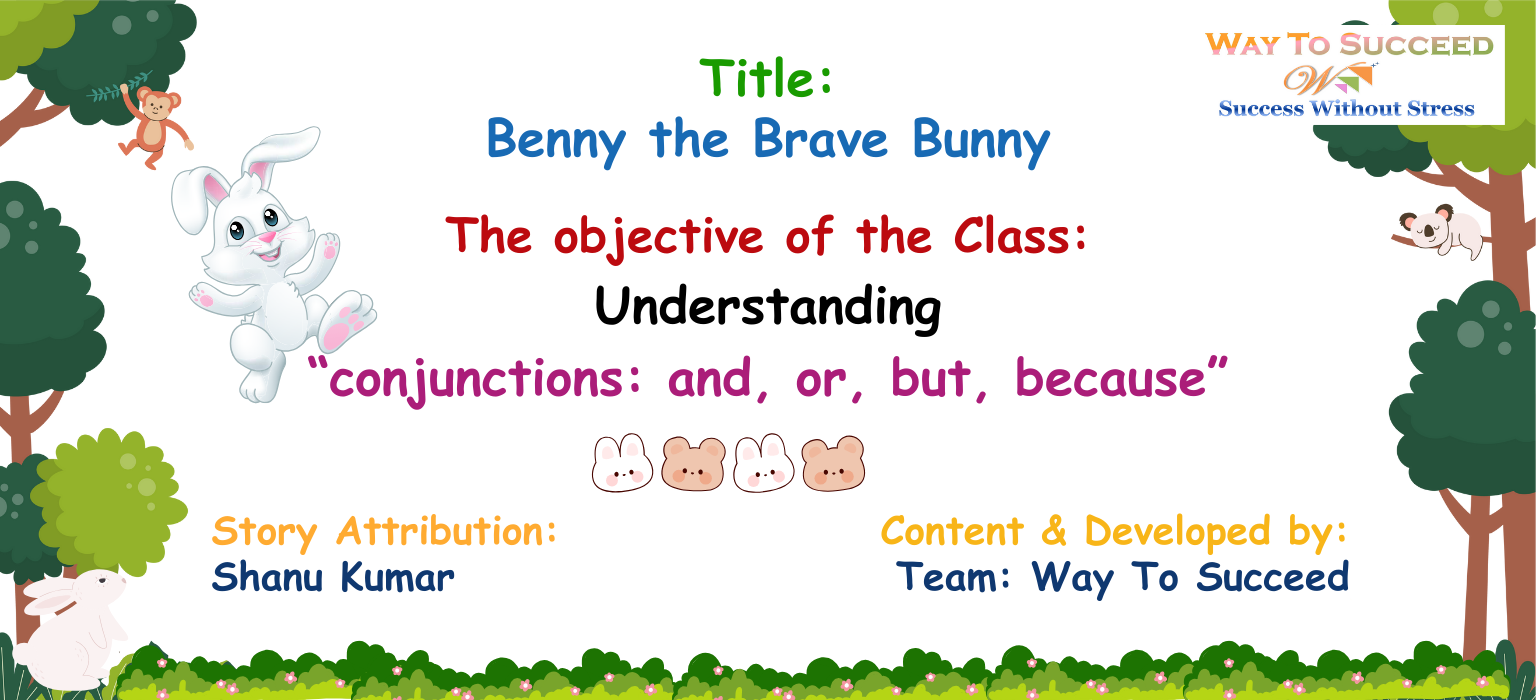 WAY TO SUCCEED
W
Success Without Stress
Title:
Benny the Brave Bunny
The objective of the Class:
Understanding
“conjunctions: and, or, but, because”
Story Attribution:
Shanu Kumar
Content & Developed by:
Team: Way To Succeed